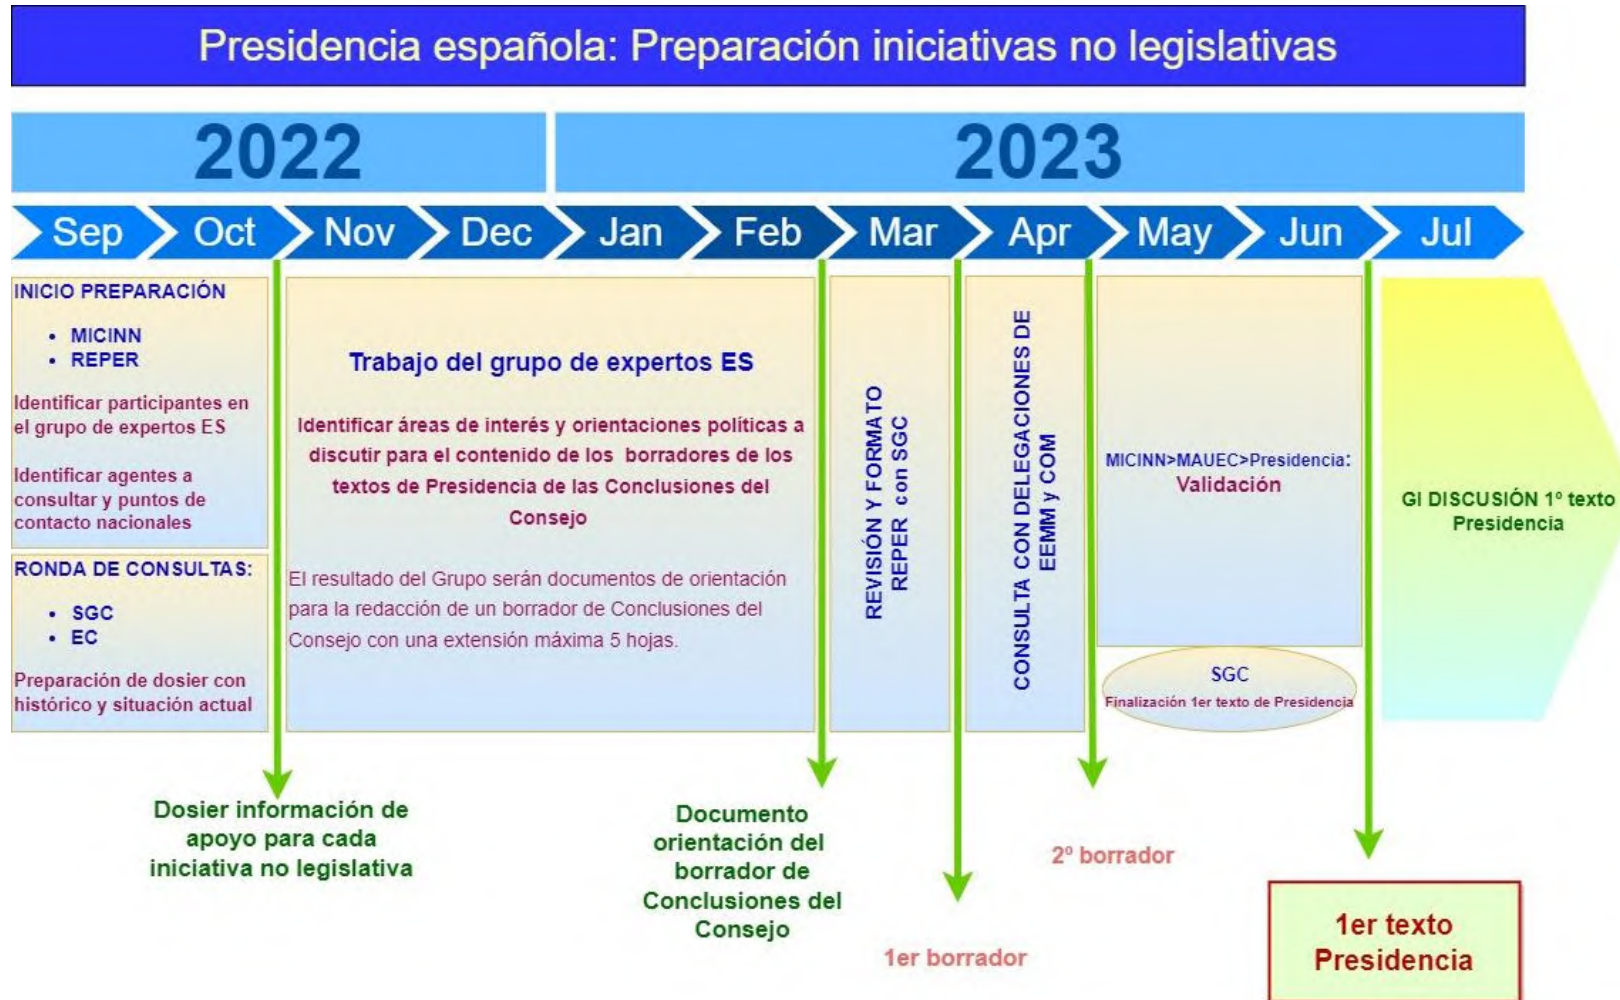 Presidencia española: Preparación iniciativas no legislativas
2022
2023
Sep
Oct
Nov
Dec
Jan
Feb
Mar
Apr
May
Jun
Jul
INICIO PREPARACIÓN
• MICINN
• REPER
Identificar participantes en
el grupo de expertos ES
Identificar agentes a
consultar y puntos de
contacto nacionales
RONDA DE CONSULTAS:
• SGC
• EC
Preparación de dosier con
histórico y situación actual
Trabajo del grupo de expertos ES
Identificar áreas de interés y orientaciones políticas a
discutir para el contenido de los borradores de los
textos de Presidencia de las Conclusiones del
Consejo
El resultado del Grupo serán documentos de orientación
para la redacción de un borrador de Conclusiones del
Consejo con una extensión máxima 5 hojas.
REVISIÓN Y FORMATO
REPER con SGC
CONSULTA CON DELEGACIONES DE
EEMM y COM
MICINN>MAUEC>Presidencia:
Validación
SGC
Finalización 1er texto de Presidencia
GI DISCUSIÓN 1º texto
Presidencia
Dosier información de
apoyo para cada
iniciativa no legislativa
Documento
orientación del
borrador de
Conclusiones del
Consejo
1er borrador
2º borrador
1er texto
Presidencia